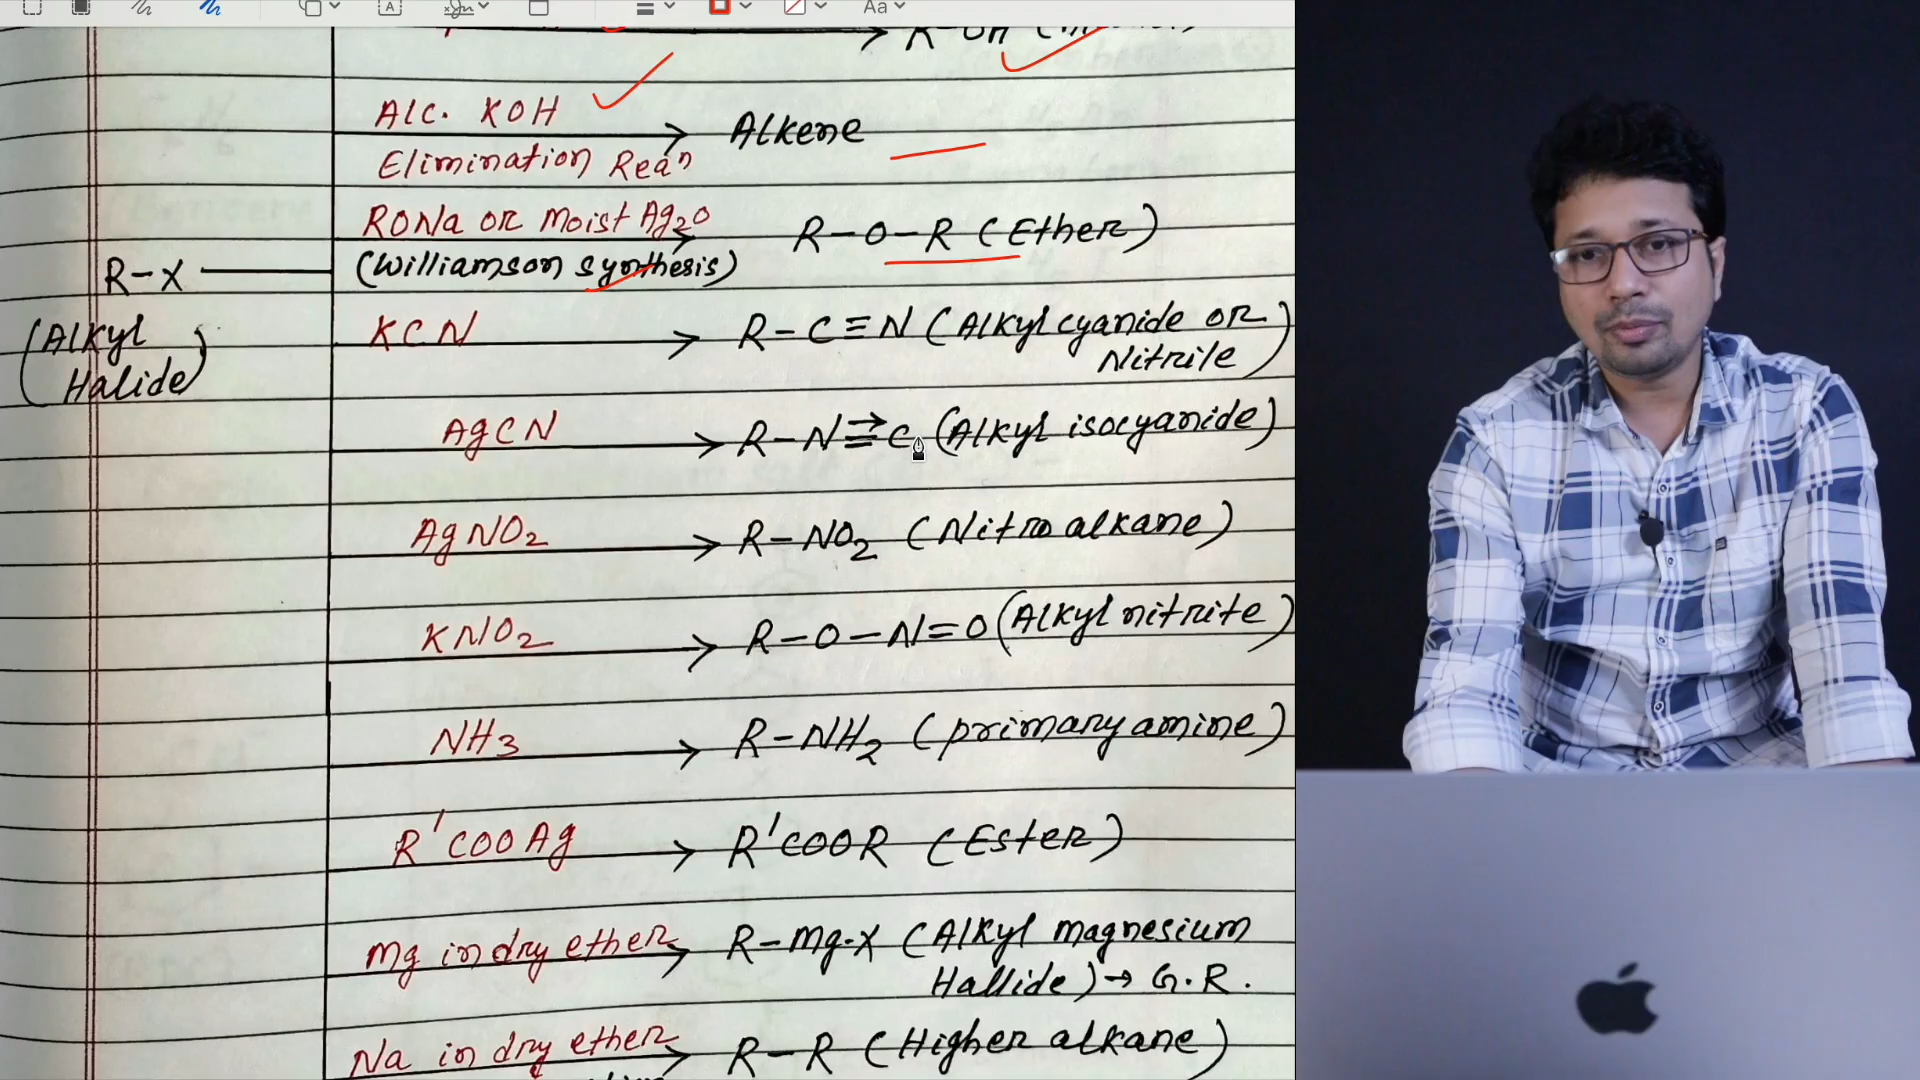 Aa
R-OH
Alc. KOH
Alkene
Elimination Rean
RONa OR Moist Ag2O
R-O-R (Ether)
(Williamson synthesis)
R-X
(Alkyl
Halide)
KCN
R-C≡N (Alkyl cyanide OR
Nitrile)
AgCN
R-N≡C (Alkyl isocyanide)
AgNO2
R-NO2 (Nitro alkane)
KNO2
R-O-N=O (Alkyl nitrite)
NH3
R-NH2 (primary amine)
R'COOAg
R'COOR (Ester)
Mg in dry ether
R-Mg-X (Alkyl magnesium
Hallide) → G.R.
Na in dry ether
R-R (Higher alkane)